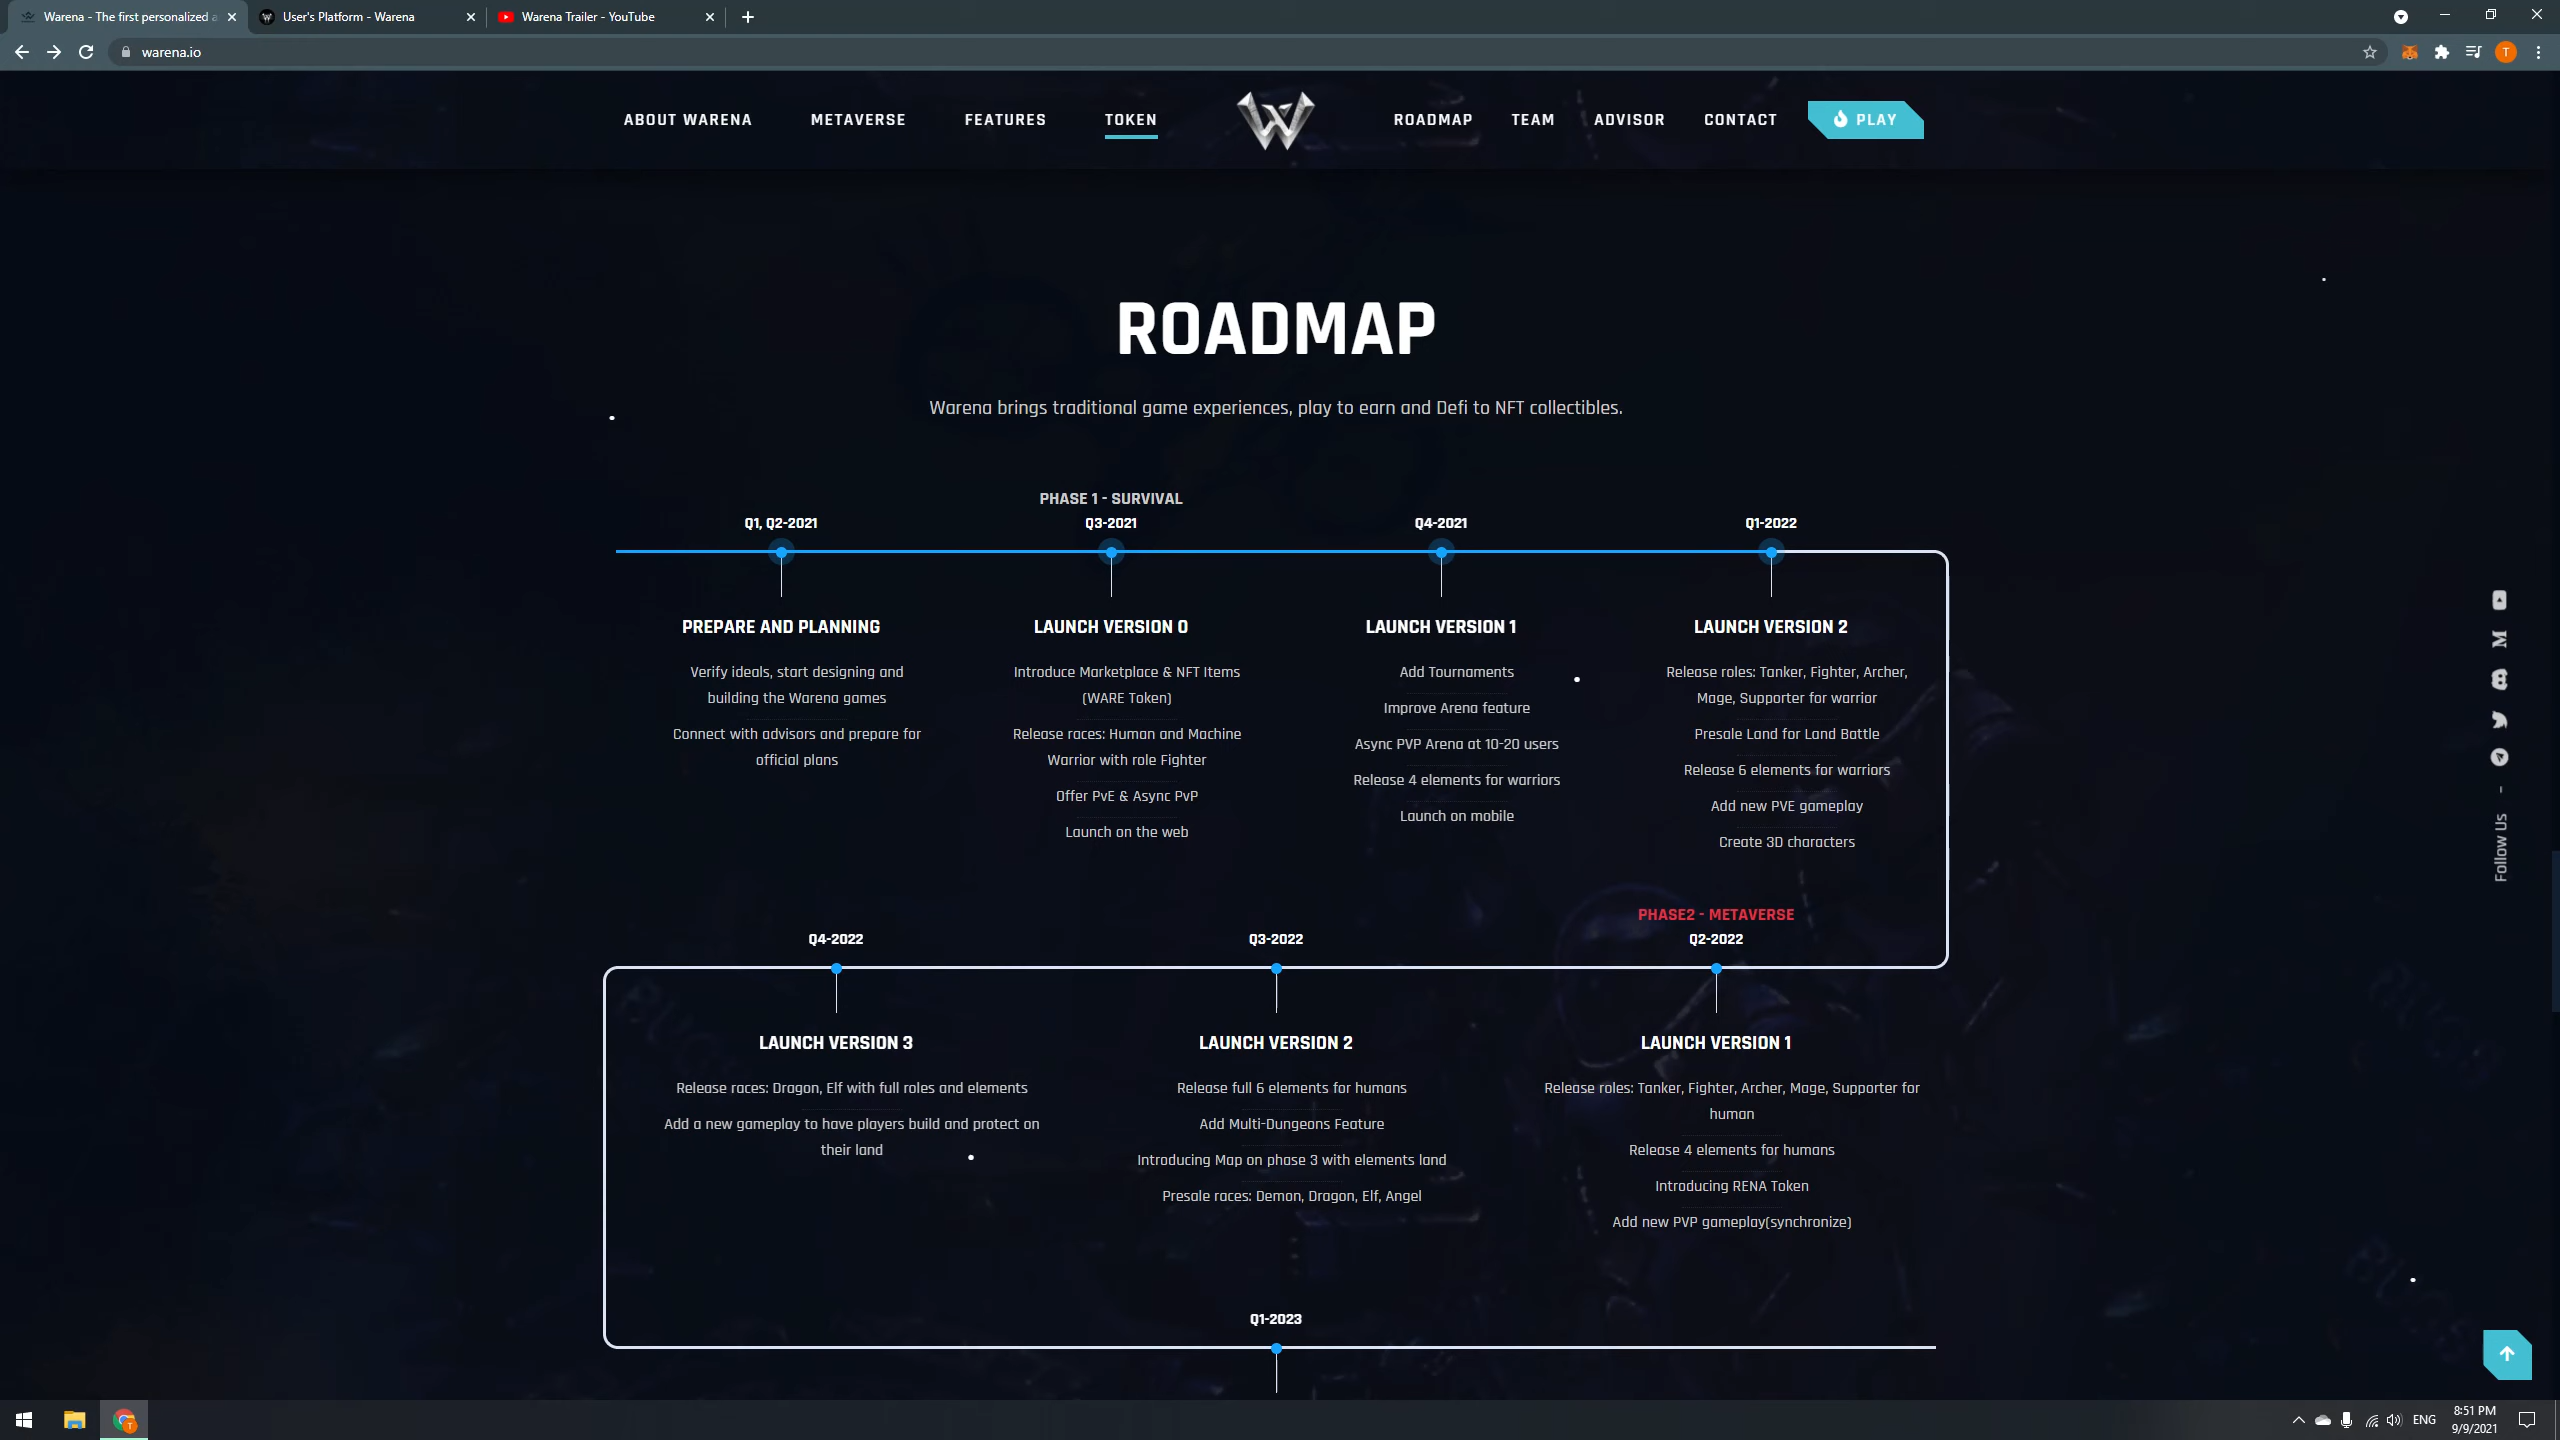 Warena - The first personalized a
User's Platform - Warena
Warena Trailer - YouTube
warena.io
T
ABOUT WARENA
METAVERSE
FEATURES
TOKEN
W
ROADMAP
TEAM
ADVISOR
CONTACT
PLAY
ROADMAP
Warena brings traditional game experiences, play to earn and Defi to NFT collectibles.
PHASE 1 - SURVIVAL
Q1, Q2-2021
Q3-2021
Q4-2021
Q1-2022
PREPARE AND PLANNING
Verify ideals, start designing and
building the Warena games
Connect with advisors and prepare for
official plans
LAUNCH VERSION 0
Introduce Marketplace & NFT Items
(WARE Token)
Release races: Human and Machine
Warrior with role Fighter
Offer PvE & Async PvP
Launch on the web
LAUNCH VERSION 1
Add Tournaments
Improve Arena feature
Async PVP Arena at 10-20 users
Release 4 elements for warriors
Launch on mobile
LAUNCH VERSION 2
Release roles: Tanker, Fighter, Archer,
Mage, Supporter for warrior
Presale Land for Land Battle
Release 6 elements for warriors
Add new PVE gameplay
Create 3D characters
Follow Us -
PHASE2 - METAVERSE
Q4-2022
Q3-2022
Q2-2022
LAUNCH VERSION 3
Release races: Dragon, Elf with full roles and elements
Add a new gameplay to have players build and protect on
their land
LAUNCH VERSION 2
Release full 6 elements for humans
Add Multi-Dungeons Feature
Introducing Map on phase 3 with elements land
Presale races: Demon, Dragon, Elf, Angel
LAUNCH VERSION 1
Release roles: Tanker, Fighter, Archer, Mage, Supporter for
human
Release 4 elements for humans
Introducing RENA Token
Add new PVP gameplay(synchronize)
Q1-2023
ENG
8:51 PM
9/9/2021